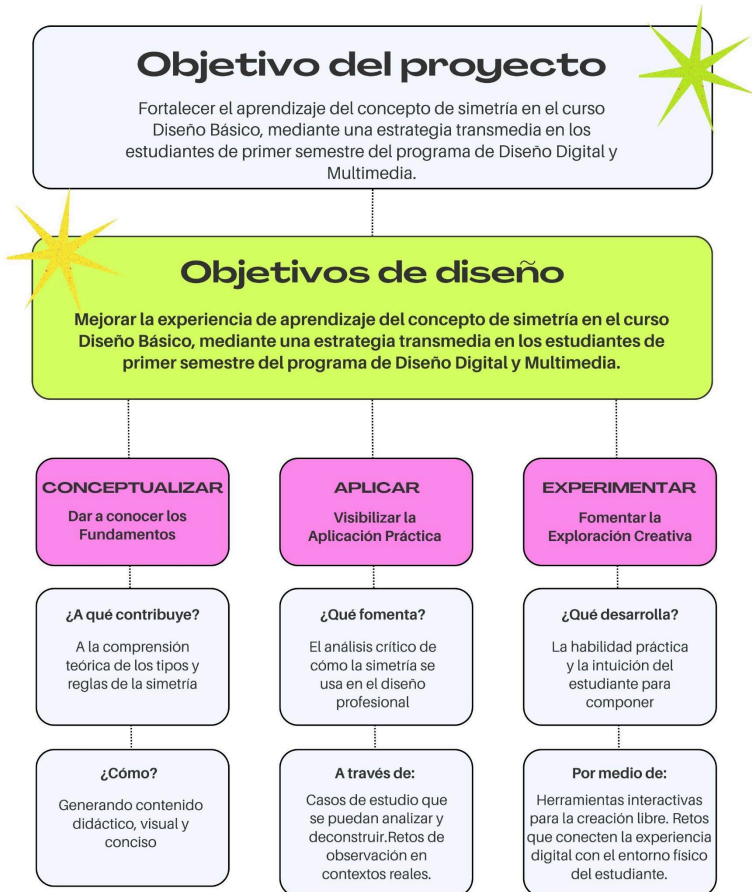 Objetivo del proyecto
Fortalecer el aprendizaje del concepto de simetría en el curso
Diseño Básico, mediante una estrategia transmedia en los
estudiantes de primer semestre del programa de Diseño Digital y
Multimedia.
Objetivos de diseño
Mejorar la experiencia de aprendizaje del concepto de simetría en el curso
Diseño Básico, mediante una estrategia transmedia en los estudiantes de
primer semestre del programa de Diseño Digital y Multimedia.
CONCEPTUALIZAR
Dar a conocer los
Fundamentos
¿A qué contribuye?
A la comprensión
teórica de los tipos y
reglas de la simetría
¿Cómo?
Generando contenido
didáctico, visual y
conciso
APLICAR
Visibilizar la
Aplicación Práctica
¿Qué fomenta?
El análisis crítico de
cómo la simetría se
usa en el diseño
profesional
A través de:
Casos de estudio que
se puedan analizar y
deconstruir.Retos de
observación en
contextos reales.
EXPERIMENTAR
Fomentar la
Exploración Creativa
¿Qué desarrolla?
La habilidad práctica
y la intuición del
estudiante para
componer
Por medio de:
Herramientas interactivas
para la creación libre. Retos
que conecten la experiencia
digital con el entorno físico
del estudiante.